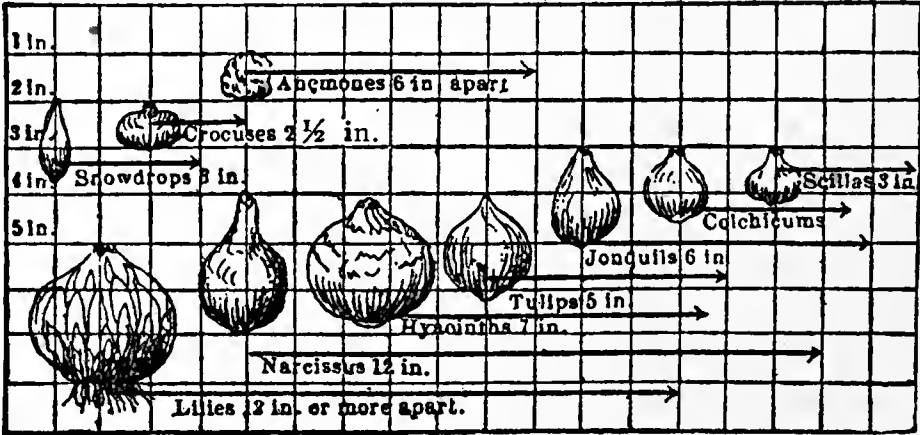 1 in.
2 in.
Anemones 6 in. apart
3 in.
Crocuses 2 ½ in.
4 in.
Snowdrops 3 in.
Scillas 3 in
Colchicums
5 in.
Jonquils 6 in
Tulips 5 in.
Hyacinths 7 in.
Narcissus 12 in.
Lilies 12 in. or more apart.